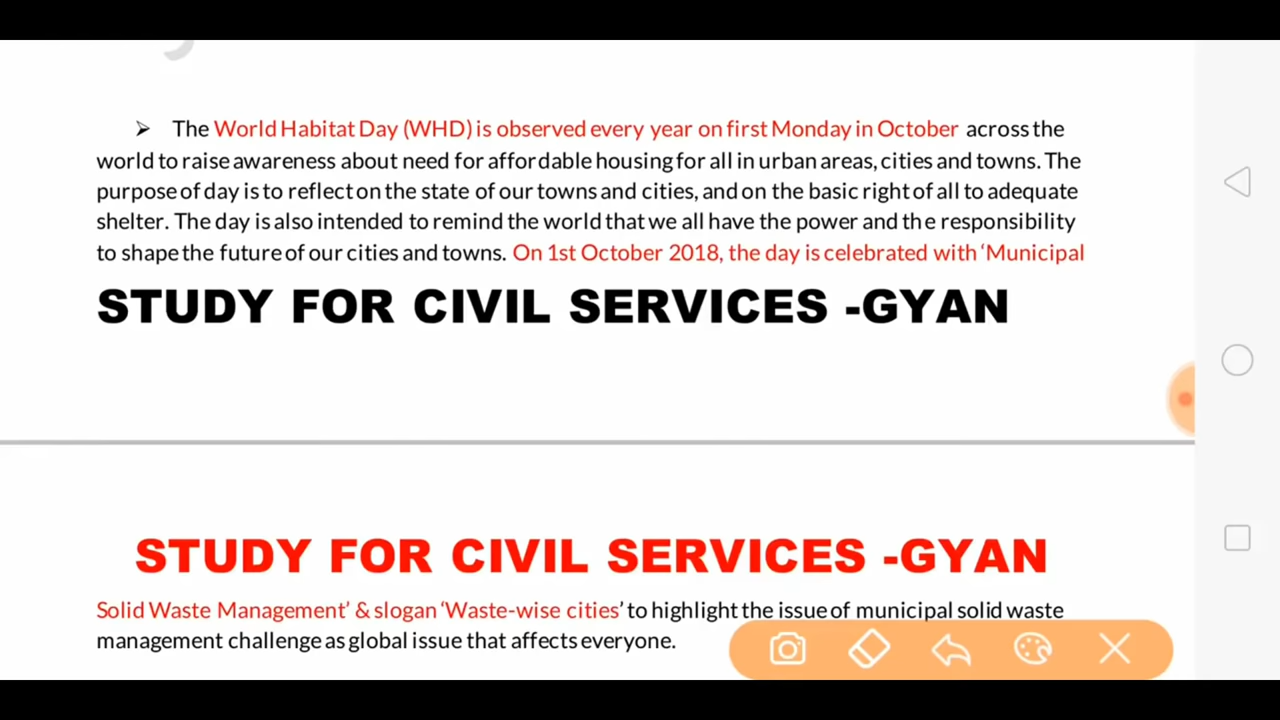 ➢ The World Habitat Day (WHD) is observed every year on first Monday in October across the
world to raise awareness about need for affordable housing for all in urban areas, cities and towns. The
purpose of day is to reflect on the state of our towns and cities, and on the basic right of all to adequate
shelter. The day is also intended to remind the world that we all have the power and the responsibility
to shape the future of our cities and towns. On 1st October 2018, the day is celebrated with ‘Municipal
STUDY FOR CIVIL SERVICES -GYAN
STUDY FOR CIVIL SERVICES -GYAN
Solid Waste Management’ & slogan ‘Waste-wise cities’ to highlight the issue of municipal solid waste
management challenge as global issue that affects everyone.